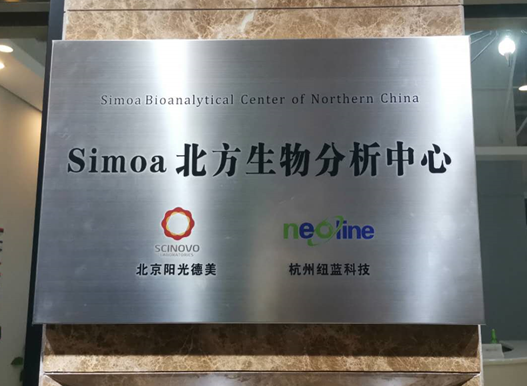 Simoa Bioanalytical Center of Northern China
Simoa 北方生物分析中心
SCINOVO neoline
北京阳光德美 杭州纽蓝科技